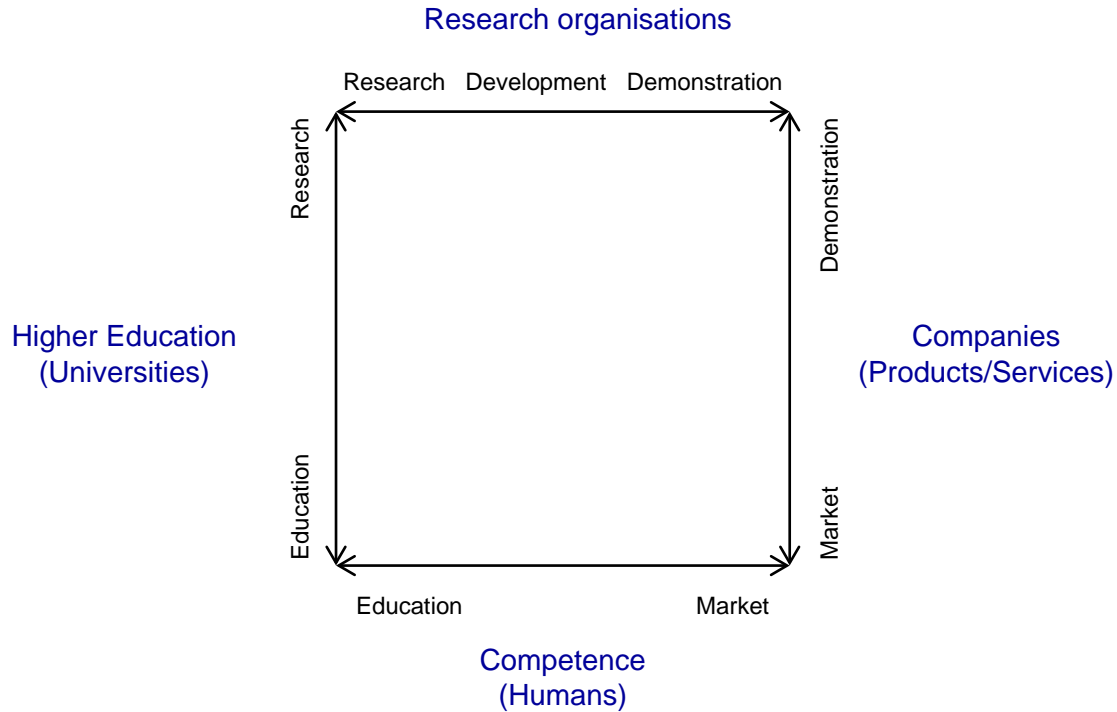 Research organisations
Research Development Demonstration
Research
Demonstration
Higher Education
(Universities)
Companies
(Products/Services)
Education
Market
Education Market
Competence
(Humans)